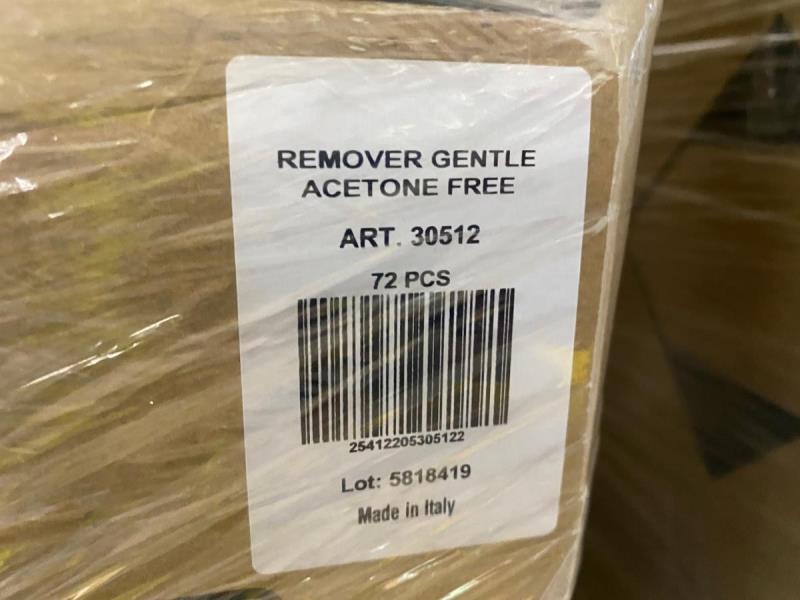 REMOVER GENTLE
ACETONE FREE
ART. 30512
72 PCS
25412205305122
Lot: 5818419
Made in Italy